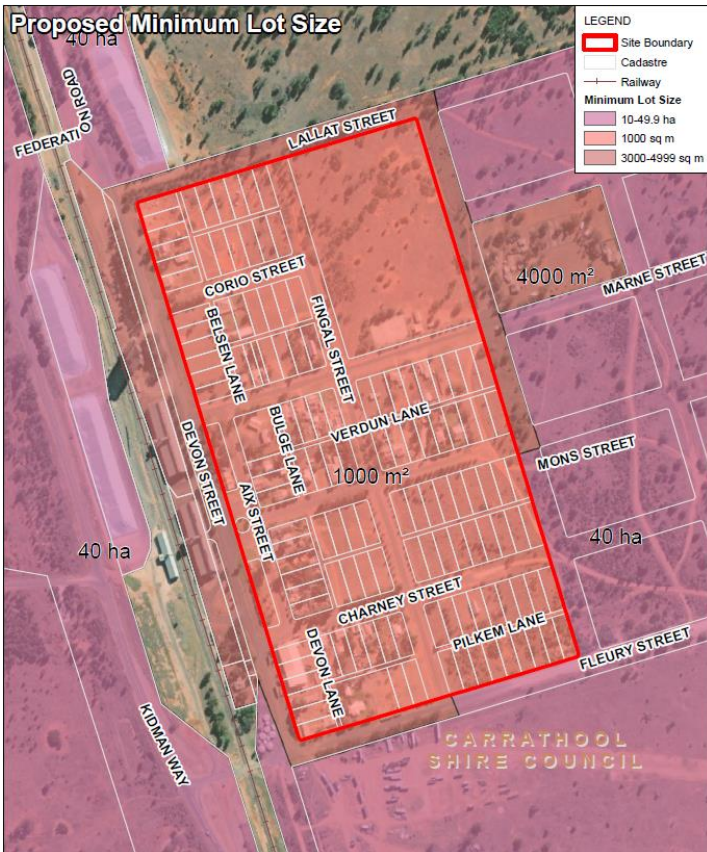 Proposed Minimum Lot Size
40 ha
FEDERATION ROAD
LALLAT STREET
LEGEND
Site Boundary
Cadastre
Railway
Minimum Lot Size
10-49.9 ha
1000 sq m
3000-4999 sq m
4000 m²
MARNE STREET
CORIO STREET
BELSEN LANE
FINGAL STREET
BULGE LANE
VERDUN LANE
DEVON STREET
AIX STREET
1000 m²
MONS STREET
40 ha
40 ha
CHARNEY STREET
DEVON LANE
PILKEM LANE
FLEURY STREET
KIDMAN WAY
CARRATHOOL
SHIRE COUNCIL